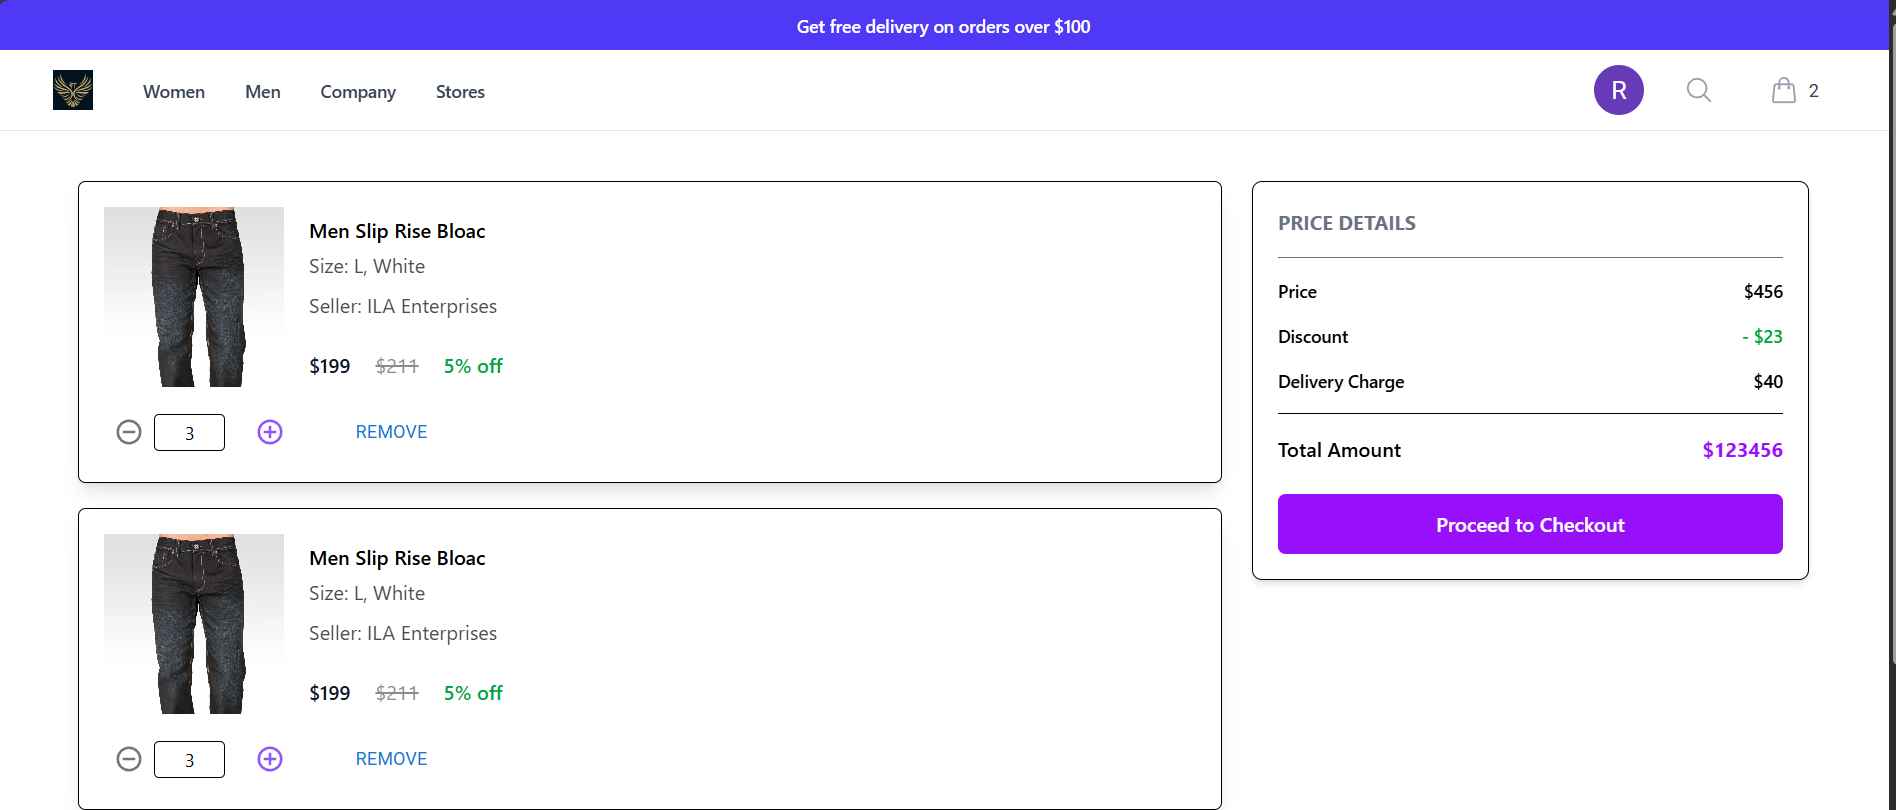 Get free delivery on orders over $100
Women Men Company Stores R 2
Men Slip Rise Bloac
Size: L, White
Seller: ILA Enterprises
$199 $211 5% off
3 REMOVE
Men Slip Rise Bloac
Size: L, White
Seller: ILA Enterprises
$199 $211 5% off
3 REMOVE
PRICE DETAILS
Price $456
Discount - $23
Delivery Charge $40
Total Amount $123456
Proceed to Checkout